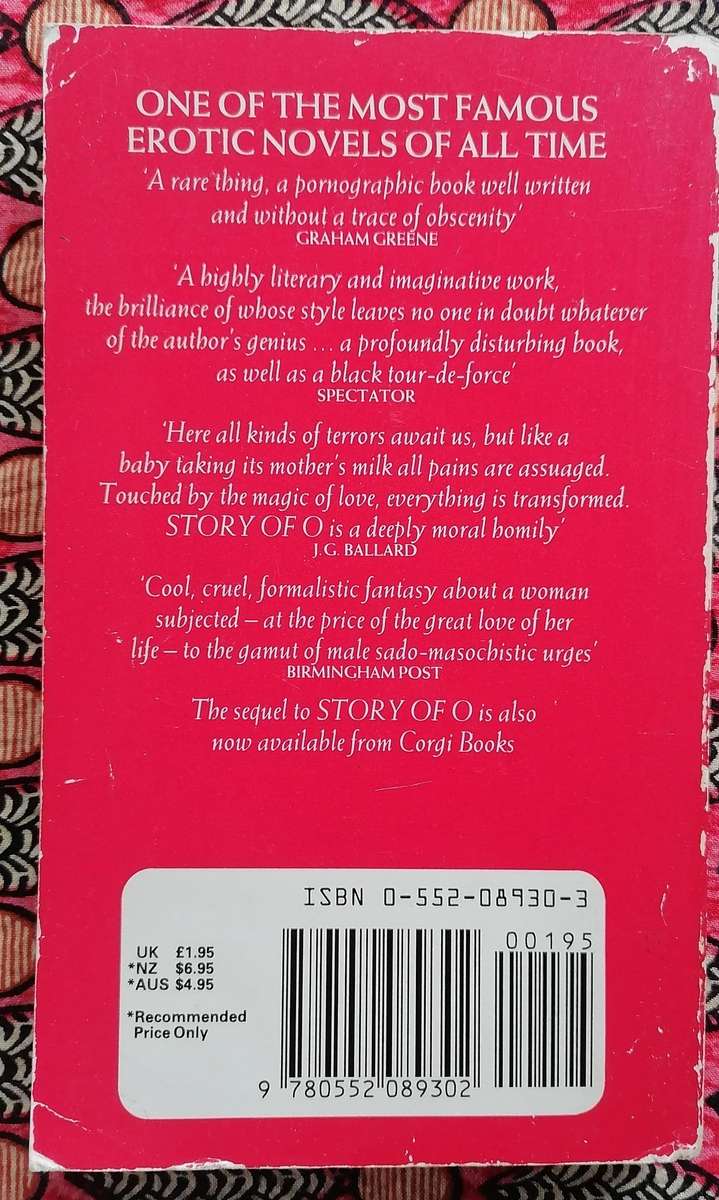 ONE OF THE MOST FAMOUS
EROTIC NOVELS OF ALL TIME
‘A rare thing, a pornographic book well written
and without a trace of obscenity’
GRAHAM GREENE
‘A highly literary and imaginative work,
the brilliance of whose style leaves no one in doubt whatever
of the author’s genius ... a profoundly disturbing book,
as well as a black tour-de-force’
SPECTATOR
‘Here all kinds of terrors await us, but like a
baby taking its mother’s milk all pains are assuaged.
Touched by the magic of love, everything is transformed.
STORY OF O is a deeply moral homily’
J.G. BALLARD
‘Cool, cruel, formalistic fantasy about a woman
subjected – at the price of the great love of her
life – to the gamut of male sado-masochistic urges’
BIRMINGHAM POST
The sequel to STORY OF O is also
now available from Corgi Books
ISBN 0-552-08930-3
00195
UK £1.95
*NZ $6.95
*AUS $4.95
*Recommended
Price Only
9 780552 089302